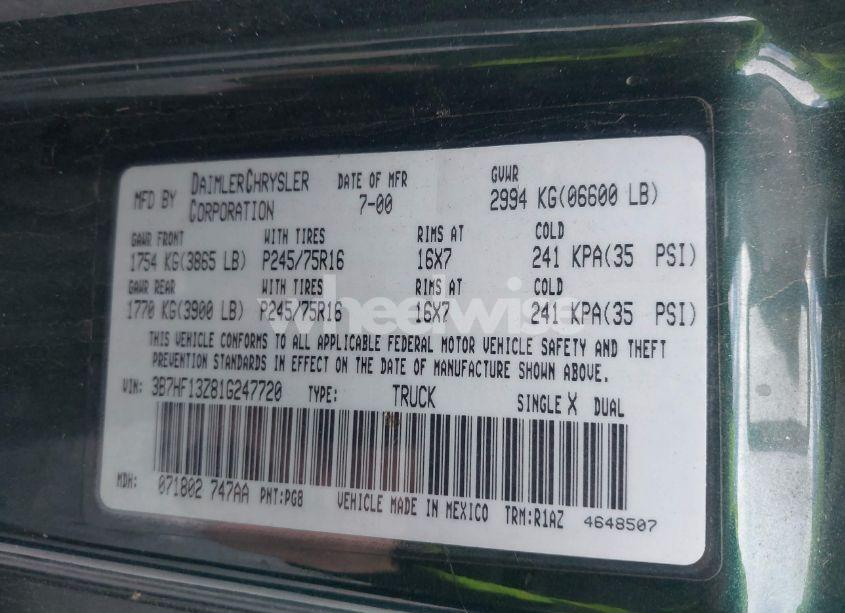 MFD BY DAIMLERCHRYSLER CORPORATION DATE OF MFR 7-00 GVWR 2994 KG(06600 LB)
GAWR FRONT WITH TIRES RIMS AT COLD
1754 KG(3865 LB) P245/75R16 16X7 241 KPA(35 PSI)
GAWR REAR WITH TIRES RIMS AT COLD
1770 KG(3900 LB) P245/75R16 16X7 241 KPA(35 PSI)
wheelwise
THIS VEHICLE CONFORMS TO ALL APPLICABLE FEDERAL MOTOR VEHICLE SAFETY AND THEFT
PREVENTION STANDARDS IN EFFECT ON THE DATE OF MANUFACTURE SHOWN ABOVE.
VIN: 3B7HF13Z81G247720 TYPE: TRUCK SINGLE X DUAL
MDH: 071802 747AA PNT:PG8 VEHICLE MADE IN MEXICO TRM:R1AZ 4648507